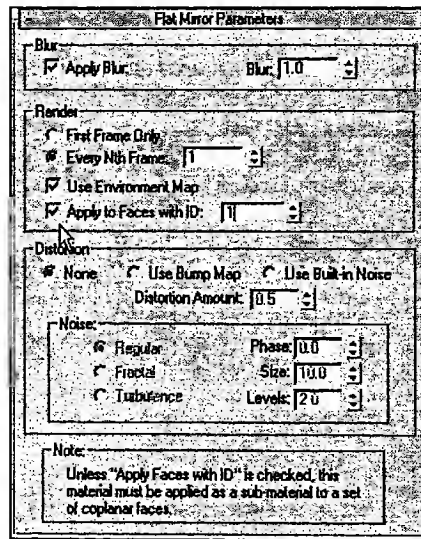 Flat Mirror Parameters
Blur:
Apply Blur Blur: 1.0
Render
First Frame Only
Every Nth Frame: 1
Use Environment Map
Apply to Faces with ID: 1
Distortion
None Use Bump Map Use Built-in Noise
Distortion Amount: 0.5
Noise:
Regular Phase: 0.0
Fractal Size: 10.0
Turbulence Levels: 2.0
Note:
Unless "Apply Faces with ID" is checked, this
material must be applied as a sub-material to a set
of coplanar faces.